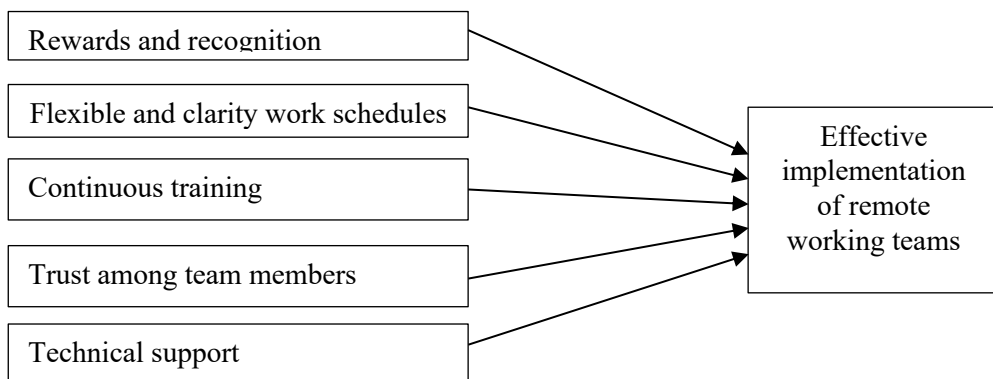 Rewards and recognition
Flexible and clarity work schedules
Continuous training
Trust among team members
Technical support
Effective
implementation
of remote
working teams